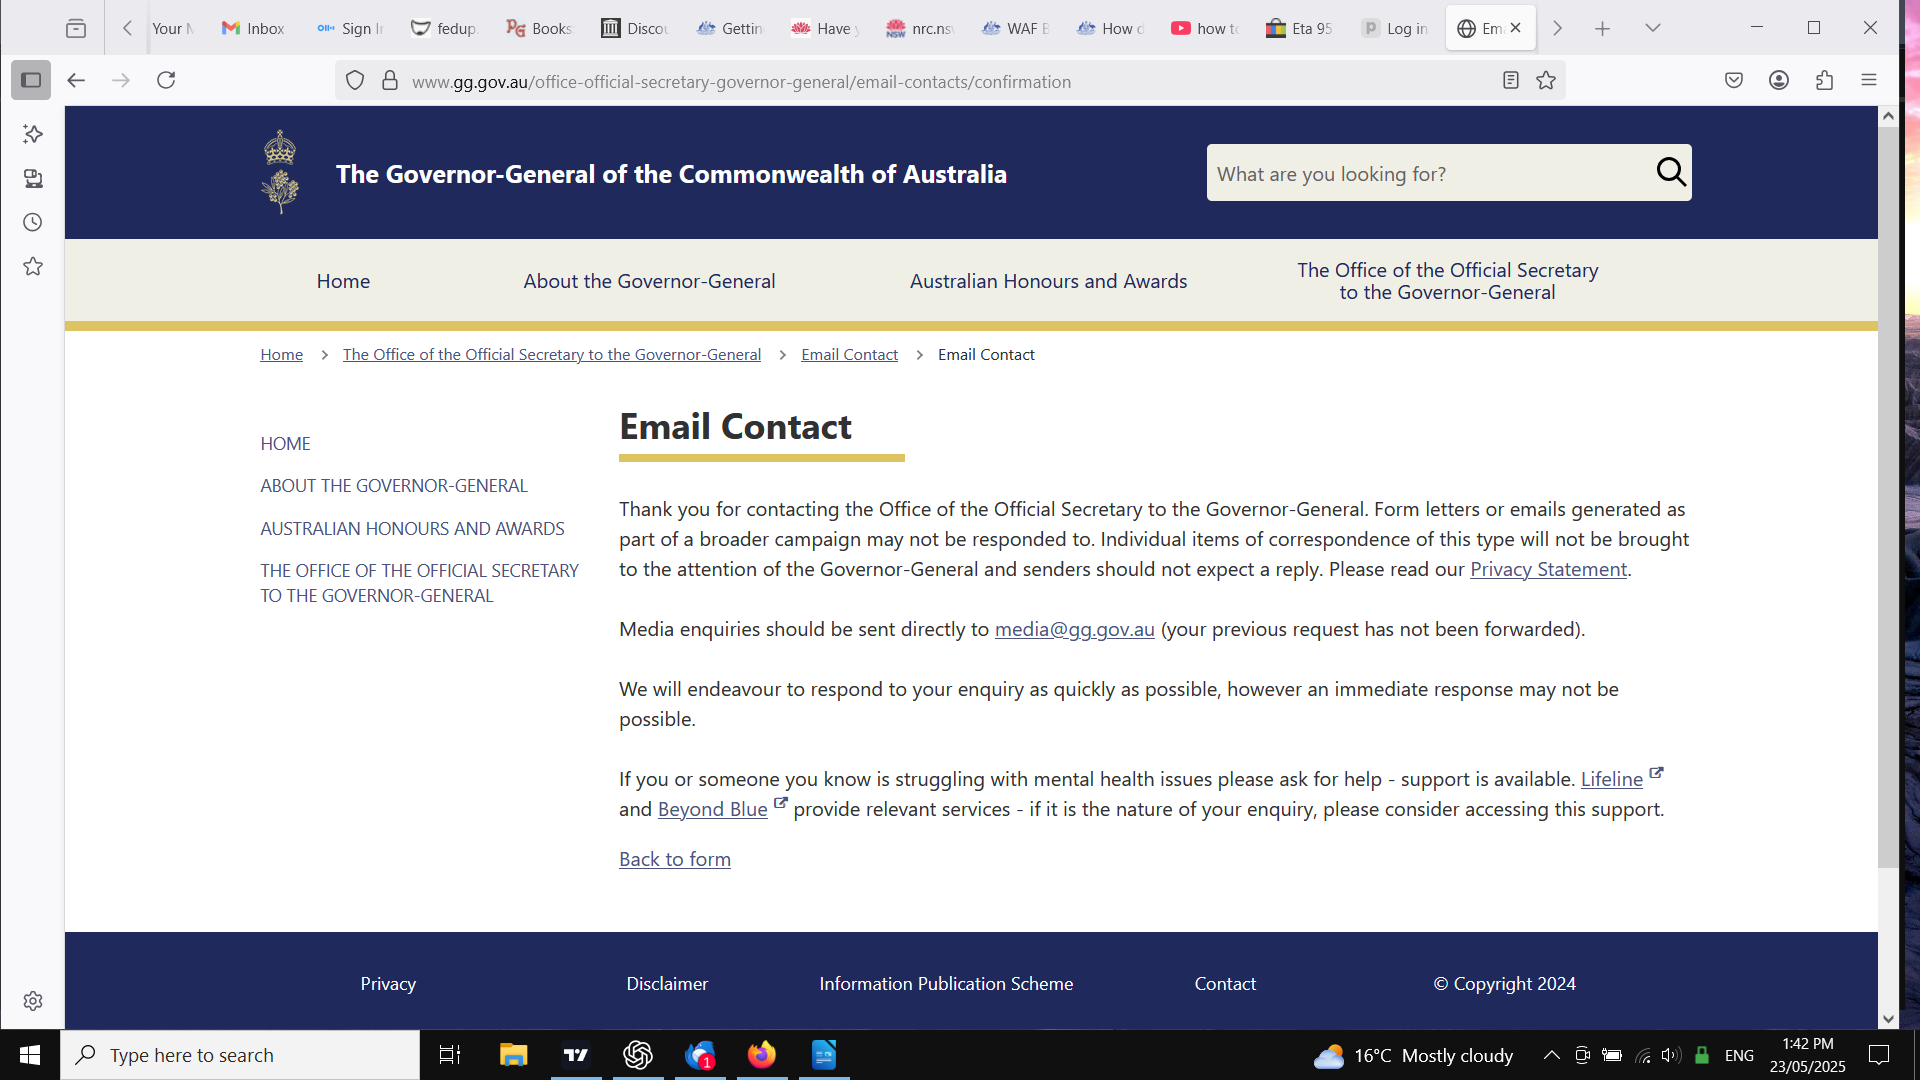 Your
Inbox
Sign I
fedup
Books
Discou
Gettin
Have y
nrc.ns
WAF B
How d
how to
Eta 95
Log in
Em
www.gg.gov.au/office-official-secretary-governor-general/email-contacts/confirmation
The Governor-General of the Commonwealth of Australia
What are you looking for?
Home
About the Governor-General
Australian Honours and Awards
The Office of the Official Secretary
to the Governor-General
Home > The Office of the Official Secretary to the Governor-General > Email Contact > Email Contact
HOME
ABOUT THE GOVERNOR-GENERAL
AUSTRALIAN HONOURS AND AWARDS
THE OFFICE OF THE OFFICIAL SECRETARY
TO THE GOVERNOR-GENERAL
Email Contact
Thank you for contacting the Office of the Official Secretary to the Governor-General. Form letters or emails generated as
part of a broader campaign may not be responded to. Individual items of correspondence of this type will not be brought
to the attention of the Governor-General and senders should not expect a reply. Please read our Privacy Statement.
Media enquiries should be sent directly to media@gg.gov.au (your previous request has not been forwarded).
We will endeavour to respond to your enquiry as quickly as possible, however an immediate response may not be
possible.
If you or someone you know is struggling with mental health issues please ask for help - support is available. Lifeline
and Beyond Blue provide relevant services - if it is the nature of your enquiry, please consider accessing this support.
Back to form
Privacy
Disclaimer
Information Publication Scheme
Contact
© Copyright 2024
Type here to search
1
16°C Mostly cloudy
ENG
1:42 PM
23/05/2025